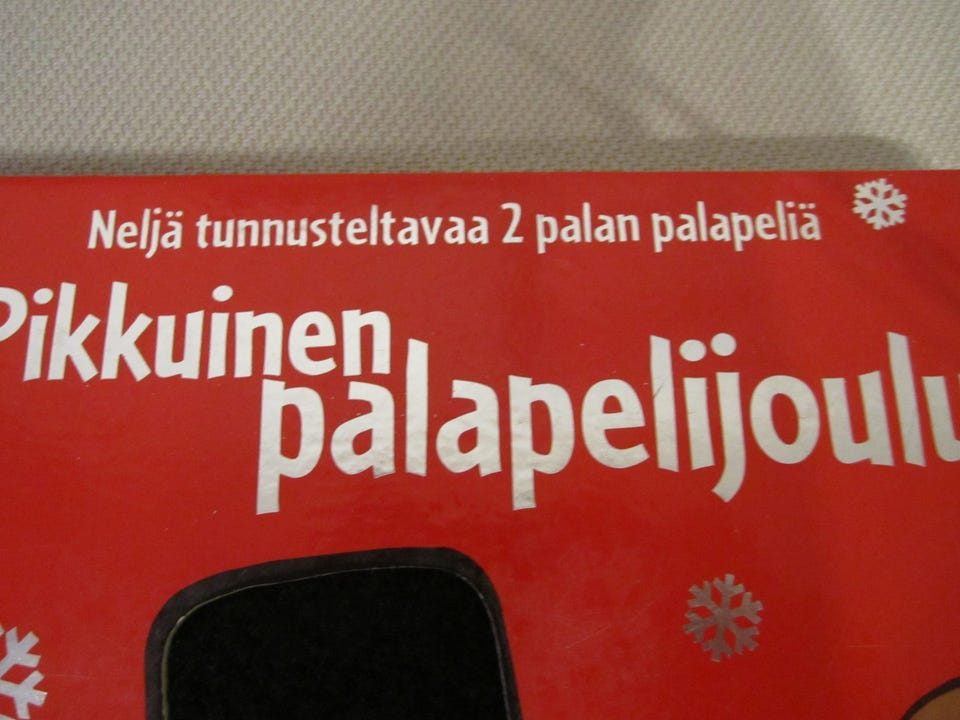 Neljä tunnusteltavaa 2 palan palapeliä
Pikkuinen
palapelijoulu